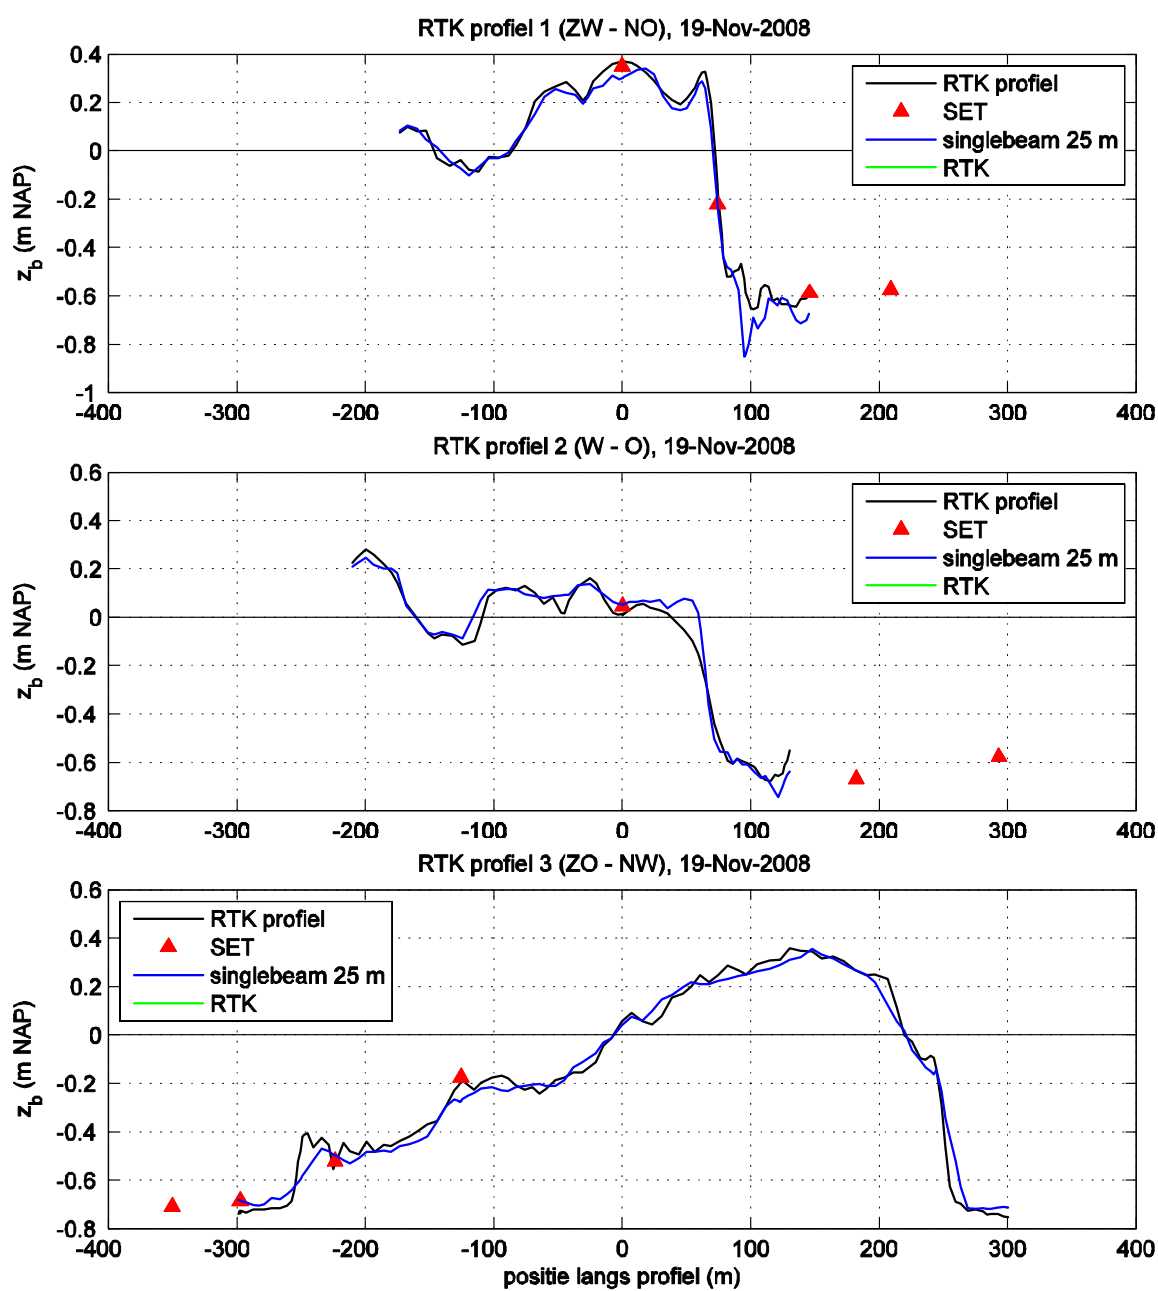 RTK profiel 1 (ZW - NO), 19-Nov-2008
0.4
0.2
0
-0.2
-0.4
-0.6
-0.8
-1
z_b (m NAP)
RTK profiel
SET
singlebeam 25 m
RTK
-400 -300 -200 -100 0 100 200 300 400
RTK profiel 2 (W - O), 19-Nov-2008
0.6
0.4
0.2
0
-0.2
-0.4
-0.6
-0.8
z_b (m NAP)
RTK profiel
SET
singlebeam 25 m
RTK
-400 -300 -200 -100 0 100 200 300 400
RTK profiel 3 (ZO - NW), 19-Nov-2008
0.6
0.4
0.2
0
-0.2
-0.4
-0.6
-0.8
z_b (m NAP)
RTK profiel
SET
singlebeam 25 m
RTK
-400 -300 -200 -100 0 100 200 300 400
positie langs profiel (m)